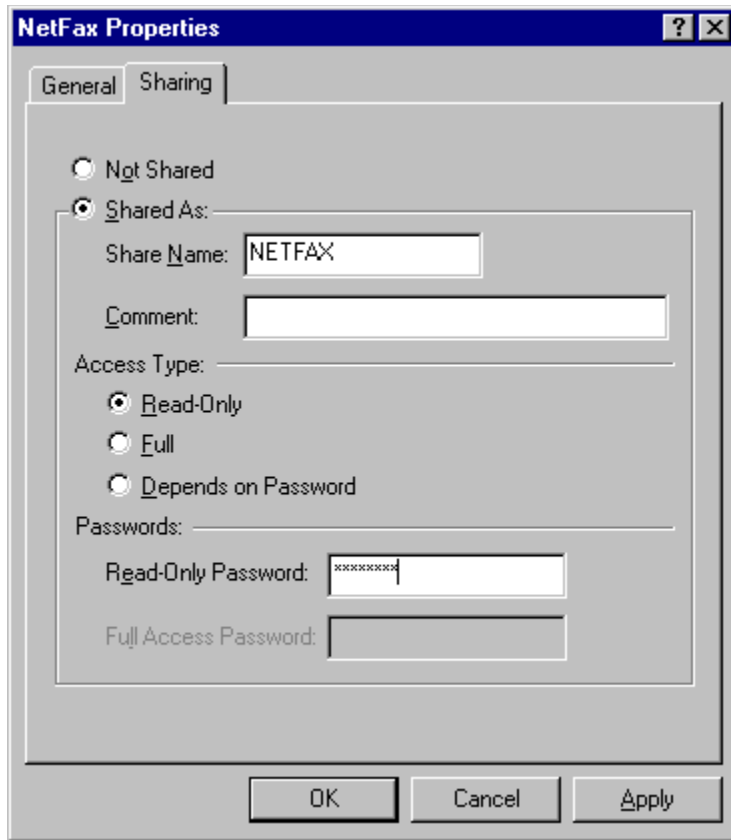 NetFax Properties
General Sharing
Not Shared
Shared As:
Share Name: NETFAX
Comment:
Access Type:
Read-Only
Full
Depends on Password
Passwords:
Read-Only Password: ********
Full Access Password:
OK Cancel Apply